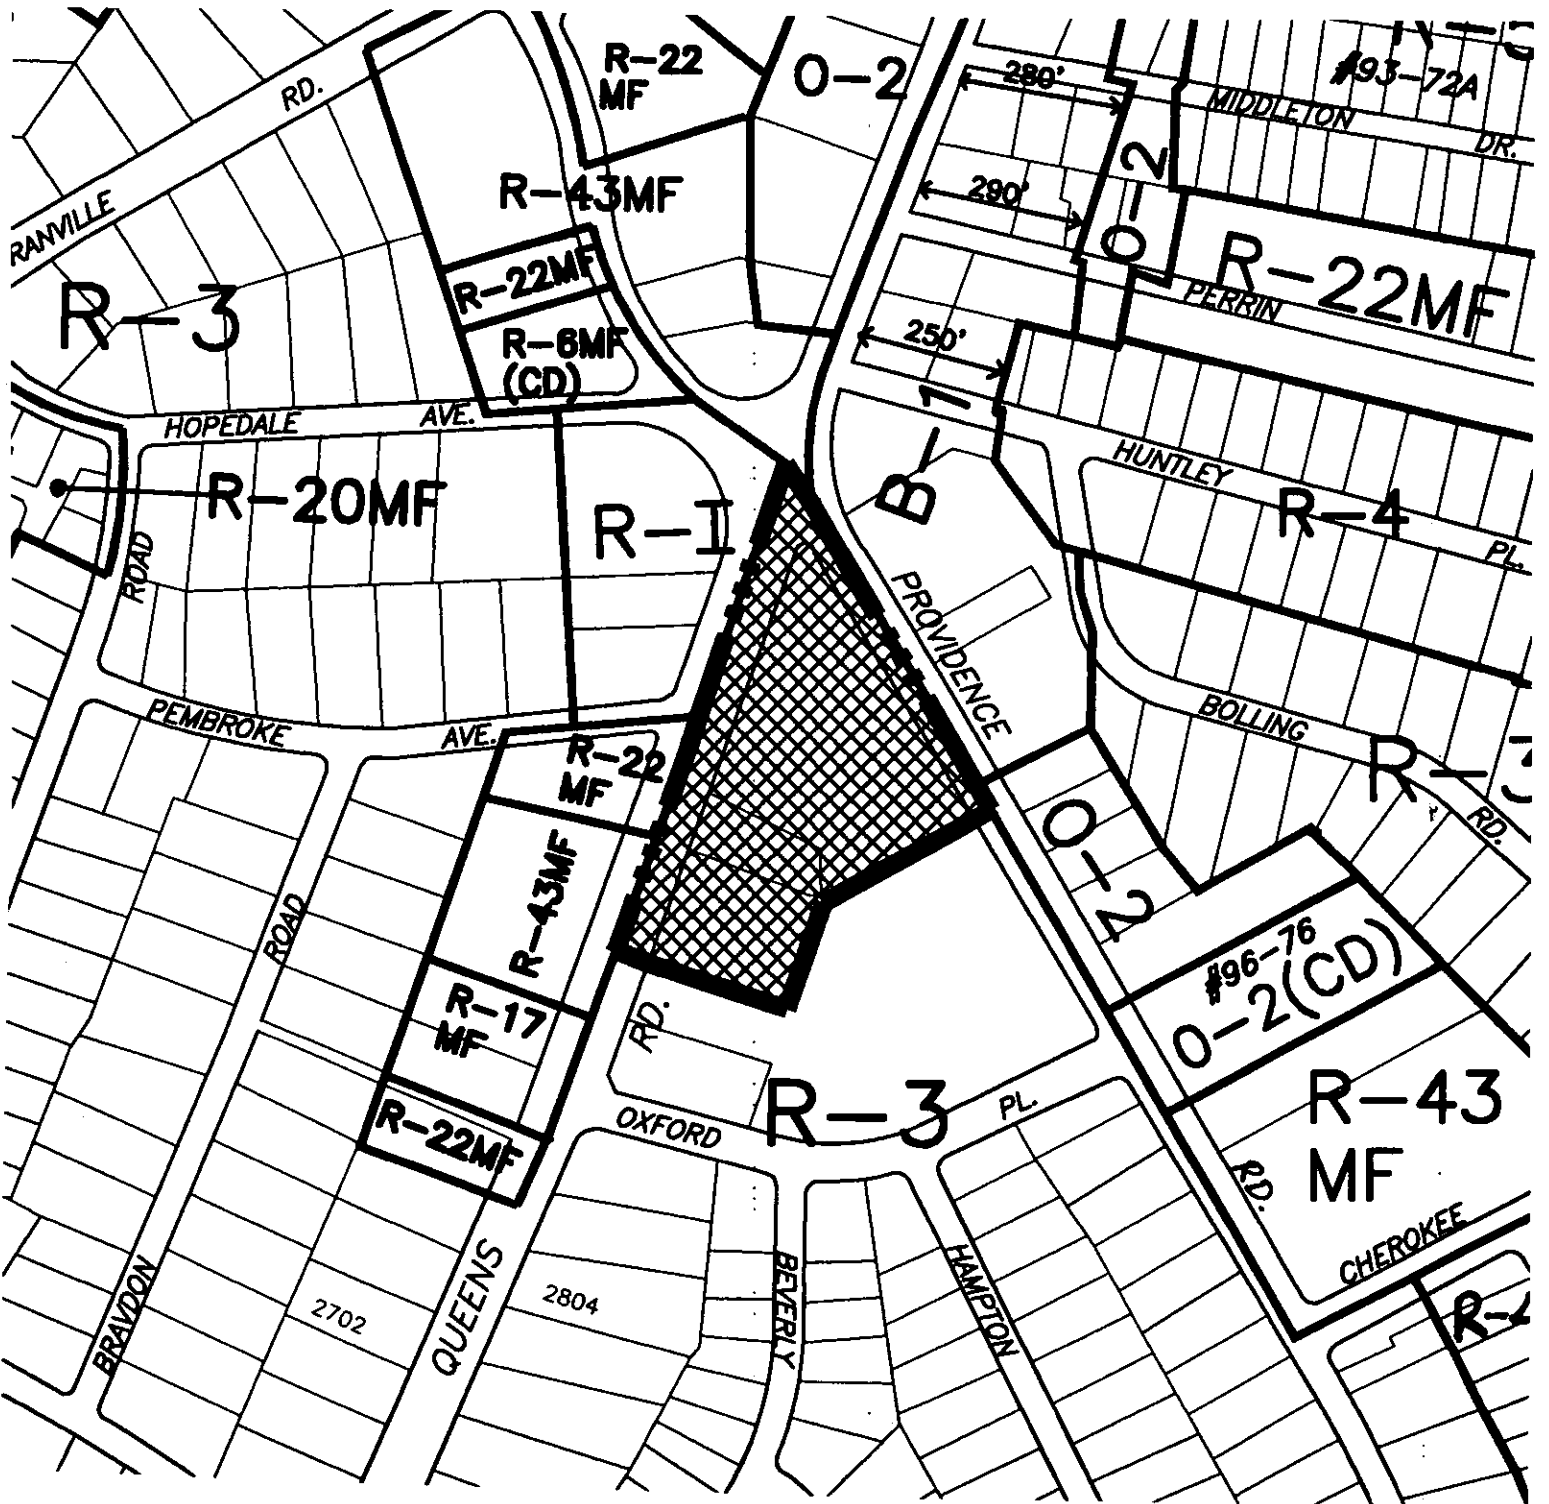 R-22
MF
O-2
280'
#93-72A
MIDDLETON
DR.
RD.
R-43MF
290'
O-2
R-22MF
RANVILLE
R-22MF
PERRIN
R-3
R-6MF
(CD)
250'
B-1
HOPEDALE
AVE.
HUNTLEY
R-4
PL.
R-20MF
R-I
ROAD
PROVIDENCE
PEMBROKE
AVE.
BOLLING
R-3
RD.
R-22
MF
O-2
R-43MF
ROAD
#96-76
O-2(CD)
R-17
MF
RD.
R-3
PL.
R-43
MF
OXFORD
R-22MF
RD.
CHEROKEE
BRAVDON
2702
QUEENS
2804
BEVERLY
HAMPTON